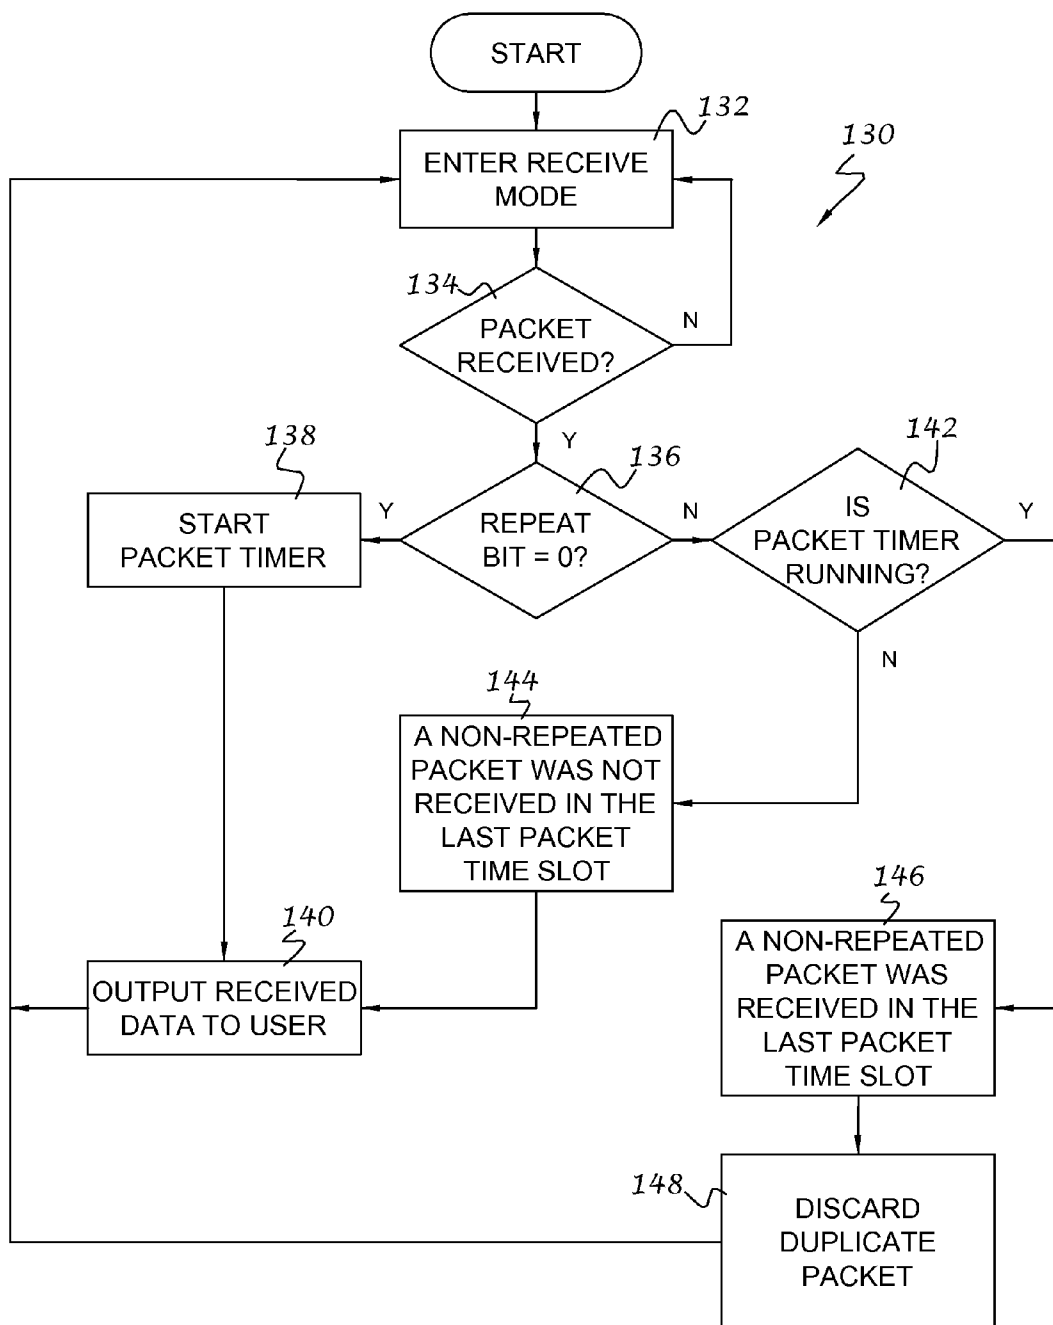 START
132
ENTER RECEIVE
MODE
130
134
PACKET
RECEIVED?
N
Y
138
START
PACKET TIMER
Y
136
REPEAT
BIT = 0?
N
142
IS
PACKET TIMER
RUNNING?
Y
N
144
A NON-REPEATED
PACKET WAS NOT
RECEIVED IN THE
LAST PACKET
TIME SLOT
140
OUTPUT RECEIVED
DATA TO USER
146
A NON-REPEATED
PACKET WAS
RECEIVED IN THE
LAST PACKET
TIME SLOT
148
DISCARD
DUPLICATE
PACKET